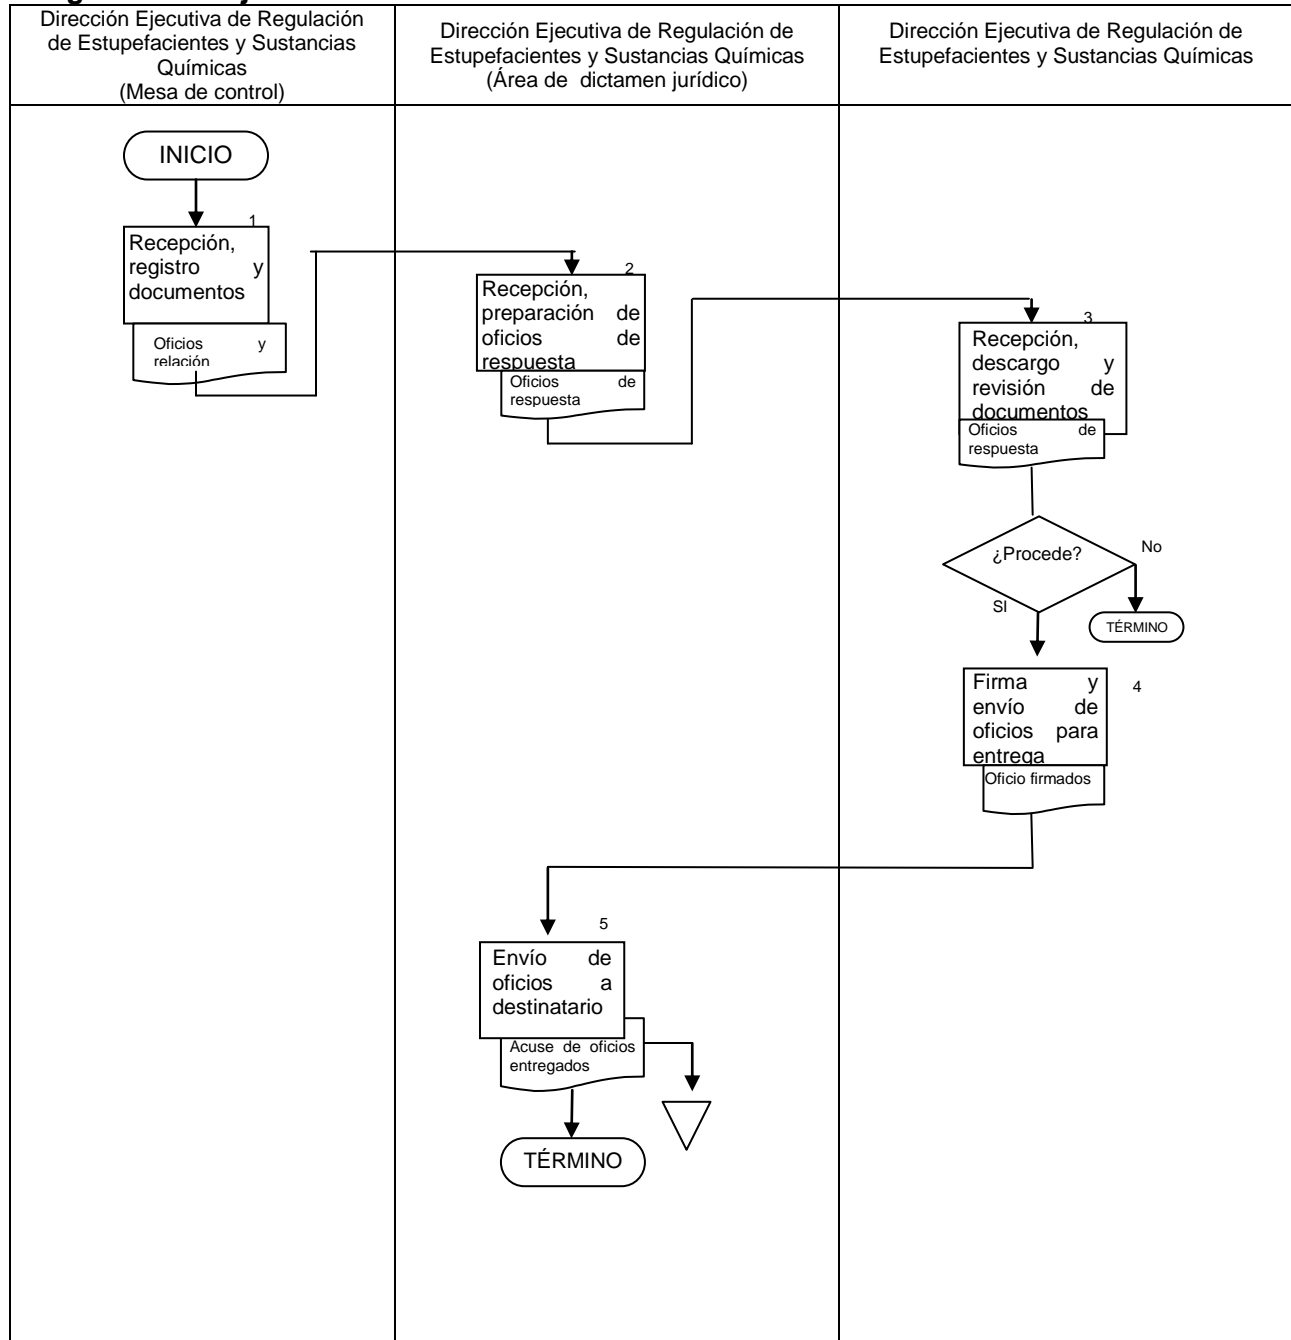 Dirección Ejecutiva de Regulación
de Estupefacientes y Sustancias
Químicas
(Mesa de control)
Dirección Ejecutiva de Regulación de
Estupefacientes y Sustancias Químicas
(Área de dictamen jurídico)
Dirección Ejecutiva de Regulación de
Estupefacientes y Sustancias Químicas
INICIO
1
Recepción,
registro y
documentos
Oficios y
relación
2
Recepción,
preparación de
oficios de
respuesta
Oficios de
respuesta
3
Recepción,
descargo y
revisión de
documentos
Oficios de
respuesta
¿Procede?
No
SI
TÉRMINO
4
Firma y
envío de
oficios para
entrega
Oficio firmados
5
Envío de
oficios a
destinatario
Acuse de oficios
entregados
TÉRMINO